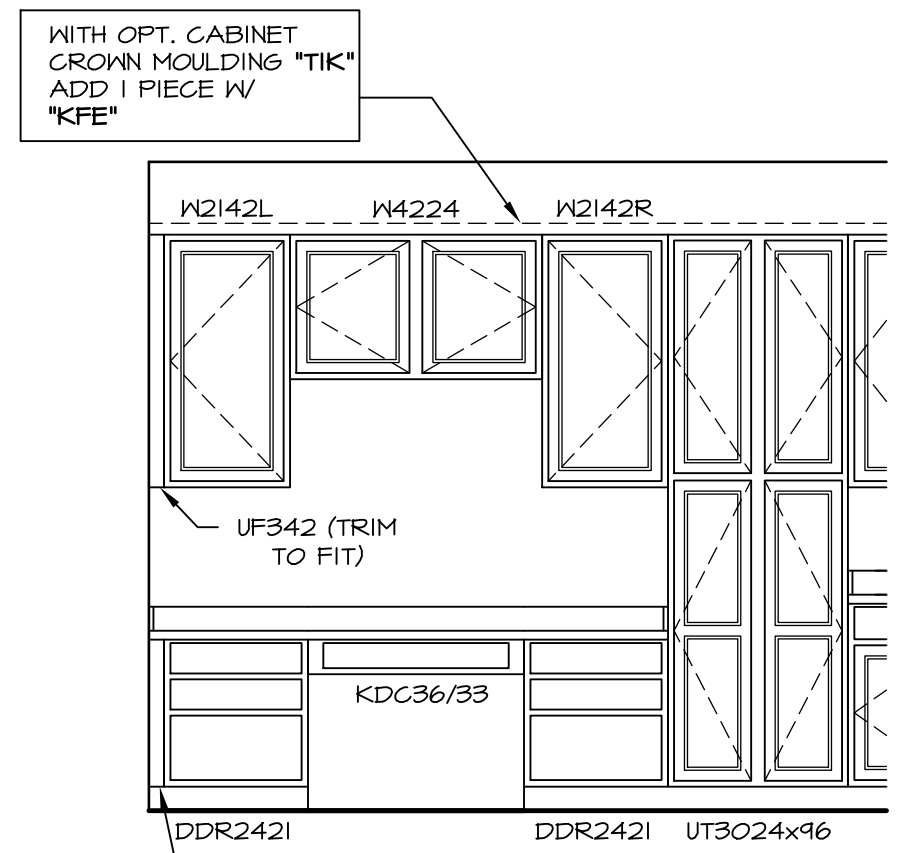 WITH OPT. CABINET
CROWN MOULDING "TIK"
ADD 1 PIECE W/
"KFE"
W2142L
W4224
W2142R
UF342 (TRIM
TO FIT)
KDC36/33
DDR2421
DDR2421
UT3024x96